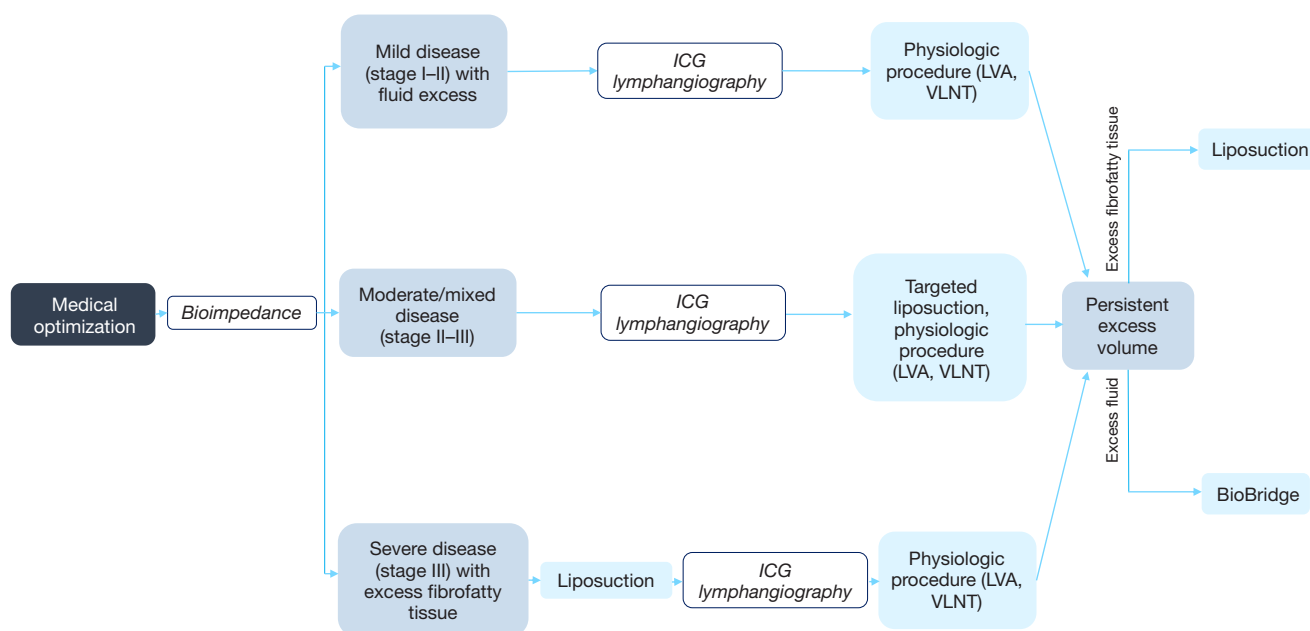 Medical
optimization
Bioimpedance
Mild disease
(stage I–II) with
fluid excess
ICG
lymphangiography
Physiologic
procedure (LVA,
VLNT)
Moderate/mixed
disease
(stage II–III)
ICG
lymphangiography
Targeted
liposuction,
physiologic
procedure
(LVA, VLNT)
Severe disease
(stage III) with
excess fibrofatty
tissue
Liposuction
ICG
lymphangiography
Physiologic
procedure (LVA,
VLNT)
Persistent
excess
volume
Excess fibrofatty tissue
Liposuction
Excess fluid
BioBridge